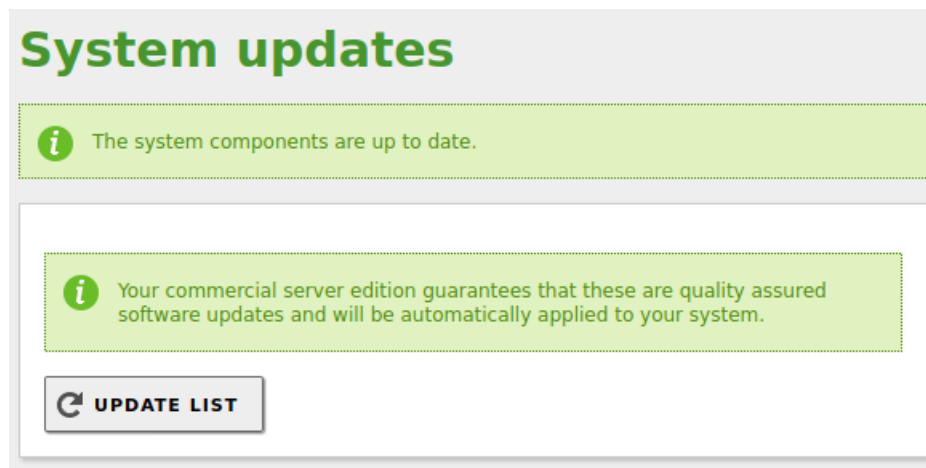 System updates
The system components are up to date.
Your commercial server edition guarantees that these are quality assured
software updates and will be automatically applied to your system.
UPDATE LIST